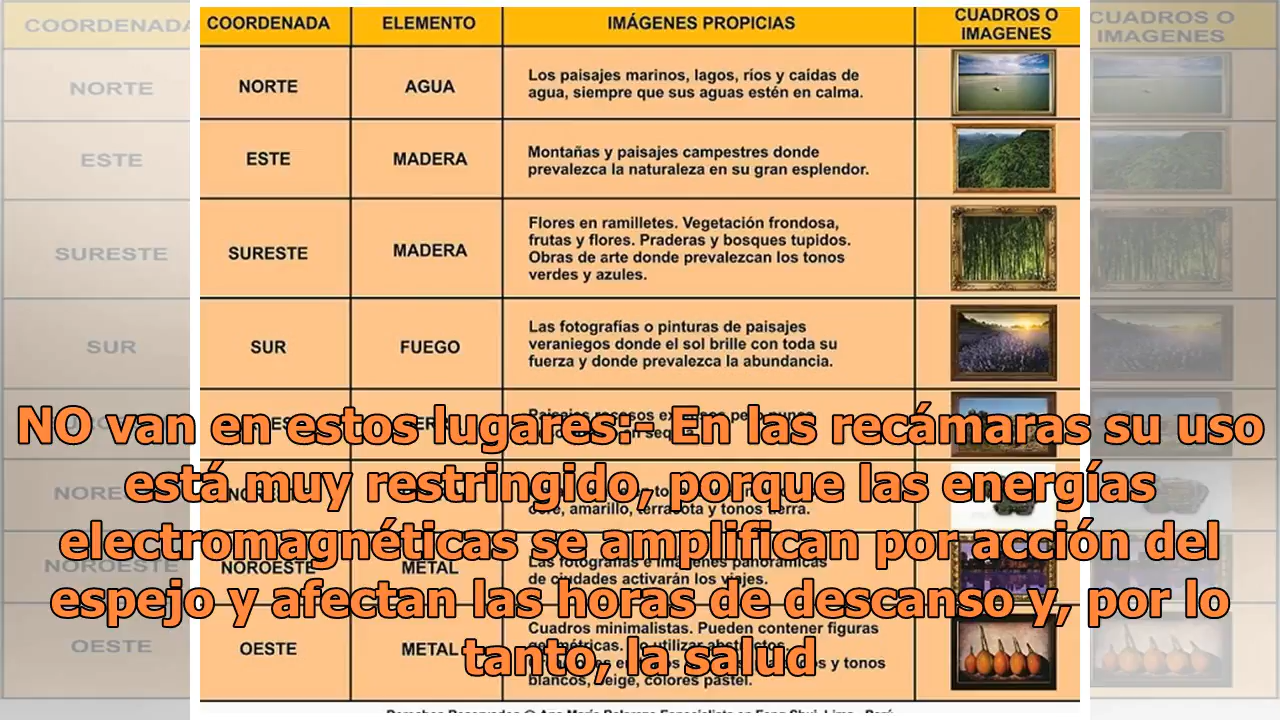 COORDENADA ELEMENTO IMÁGENES PROPICIAS CUADROS O IMAGENES
NORTE AGUA Los paisajes marinos, lagos, ríos y caídas de
agua, siempre que sus aguas estén en calma.
ESTE MADERA Montañas y paisajes campestres donde
prevalezca la naturaleza en su gran esplendor.
SURESTE MADERA Flores en ramilletes. Vegetación frondosa,
frutas y flores. Praderas y bosques tupidos.
Obras de arte donde prevalezcan los tonos
verdes y azules.
SUR FUEGO Las fotografías o pinturas de paisajes
veraniegos donde el sol brille con toda su
fuerza y donde prevalezca la abundancia.
NO van en estos lugares:- En las recámaras su uso
está muy restringido, porque las energías
electromagnéticas se amplifican por acción del
espejo y afectan las horas de descanso y, por lo
tanto, la salud
ocre, amarillo, terracota y tonos tierra.
NOROESTE METAL Las fotografías e imágenes panorámicas
de ciudades activarán los viajes.
OESTE METAL Cuadros minimalistas. Pueden contener figuras
y tonos
blancos, beige, colores pastel.